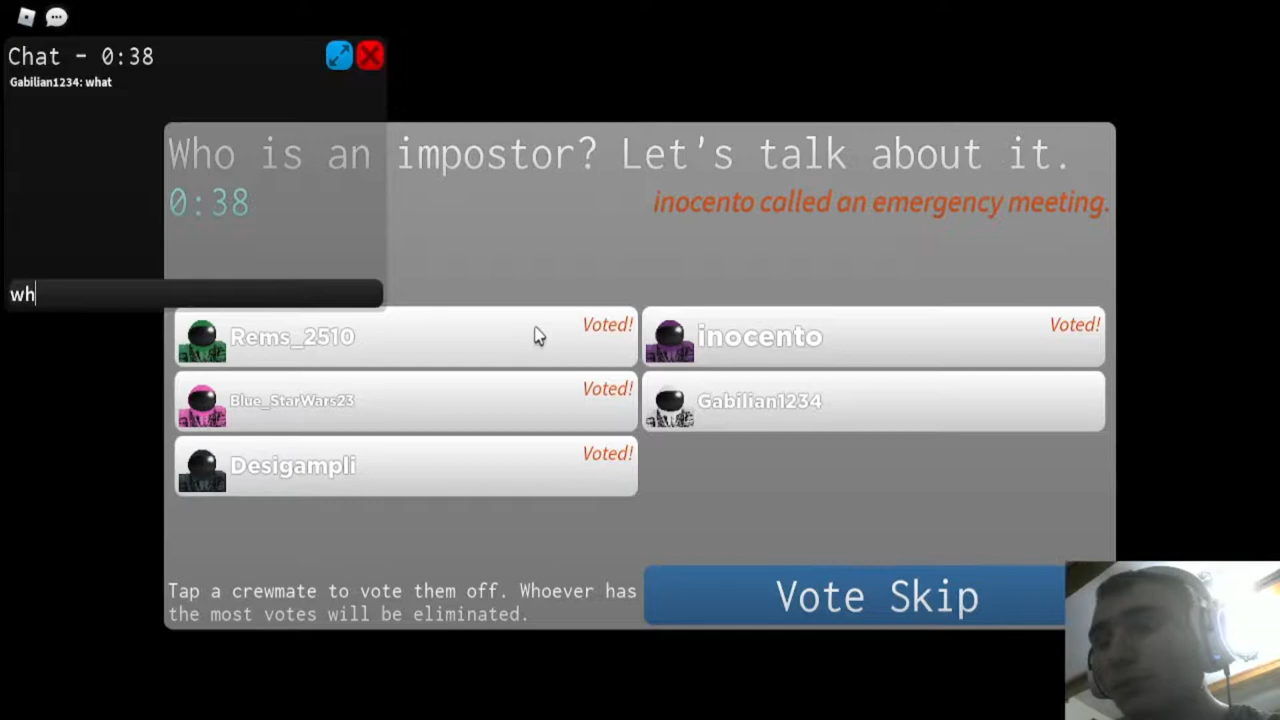 Chat - 0:38
Gabilian1234: what
wh
Who is an impostor? Let's talk about it.
0:38
inocento called an emergency meeting.
Rems_2510
Voted!
inocento
Voted!
Blue_StarWars23
Voted!
Gabilian1234
Desigampli
Voted!
Tap a crewmate to vote them off. Whoever has
the most votes will be eliminated.
Vote Skip